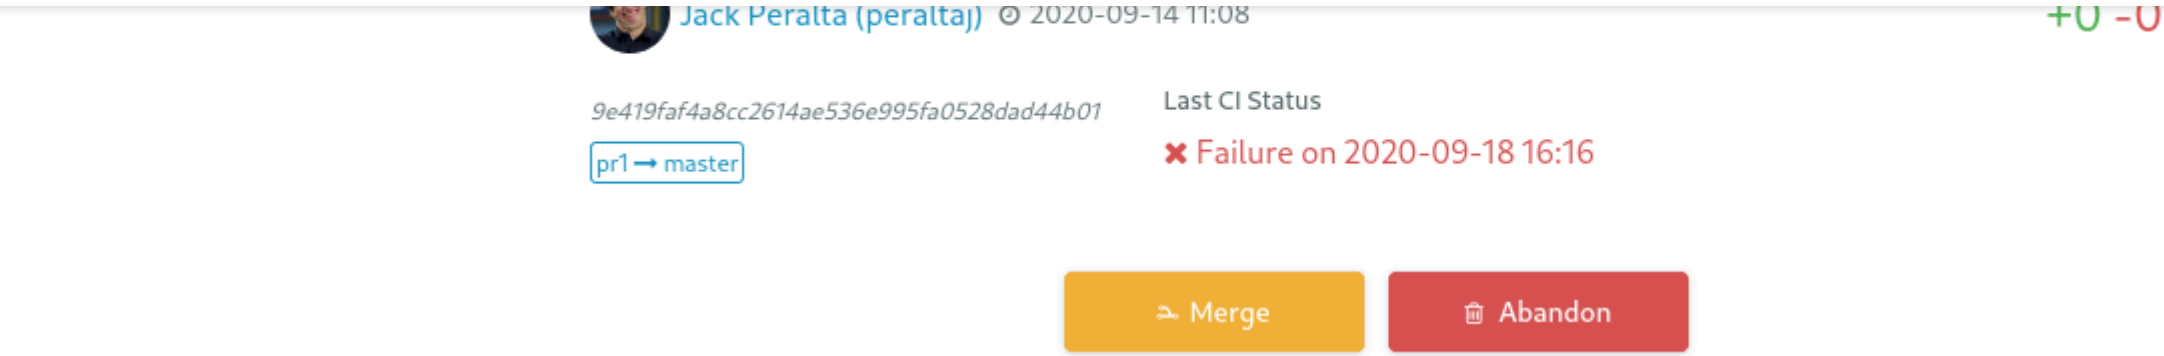 Jack Peralta (peraltaj) 2020-09-14 11:08
+0 -0
9e419faf4a8cc2614ae536e995fa0528dad44b01
Last CI Status
Failure on 2020-09-18 16:16
pr1 → master
Merge
Abandon